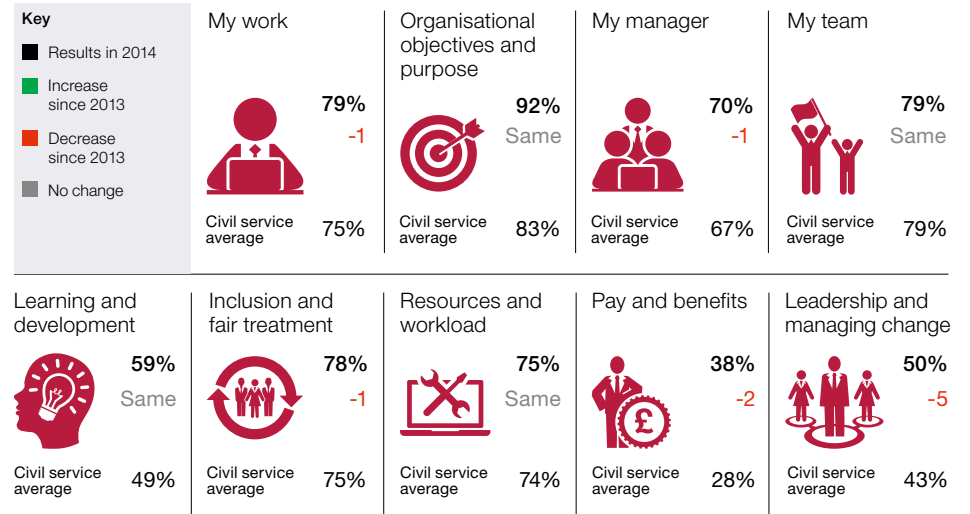 Key
Results in 2014
Increase
since 2013
Decrease
since 2013
No change
My work
79%
-1
Civil service
average
75%
Organisational
objectives and
purpose
92%
Same
Civil service
average
83%
My manager
70%
-1
Civil service
average
67%
My team
79%
Same
Civil service
average
79%
Learning and
development
59%
Same
Civil service
average
49%
Inclusion and
fair treatment
78%
-1
Civil service
average
75%
Resources and
workload
75%
Same
Civil service
average
74%
Pay and benefits
38%
-2
£
Civil service
average
28%
Leadership and
managing change
50%
-5
Civil service
average
43%